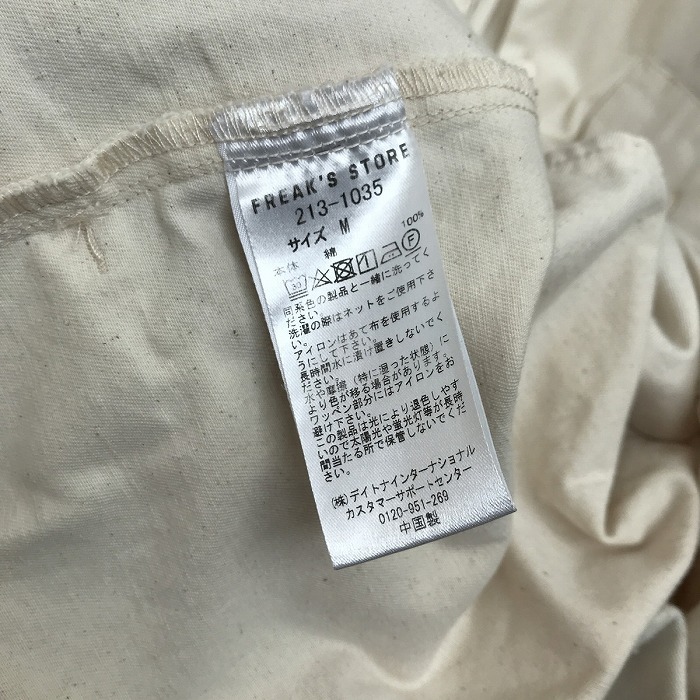 FREAK'S STORE
213-1035
サイズ M
本体 綿 100%
30 F
同系色の製品と一緒に洗ってく
ださい。
洗濯の際はネットをご使用下さ
い。
アイロンはあて布を使用するよ
うにして下さい。
長時間水に漬け置きしないでく
ださい。
水や摩擦(特に湿った状態)に
より色が移る場合があります。
ワッペン部分にはアイロンをお
避け下さい。
この製品は光により退色しやす
いので太陽光や蛍光灯等が長時
間当たる所で保管しないでくだ
さい。
(株)デイトナインターナショナル
カスタマーサポートセンター
0120-951-269
中国製